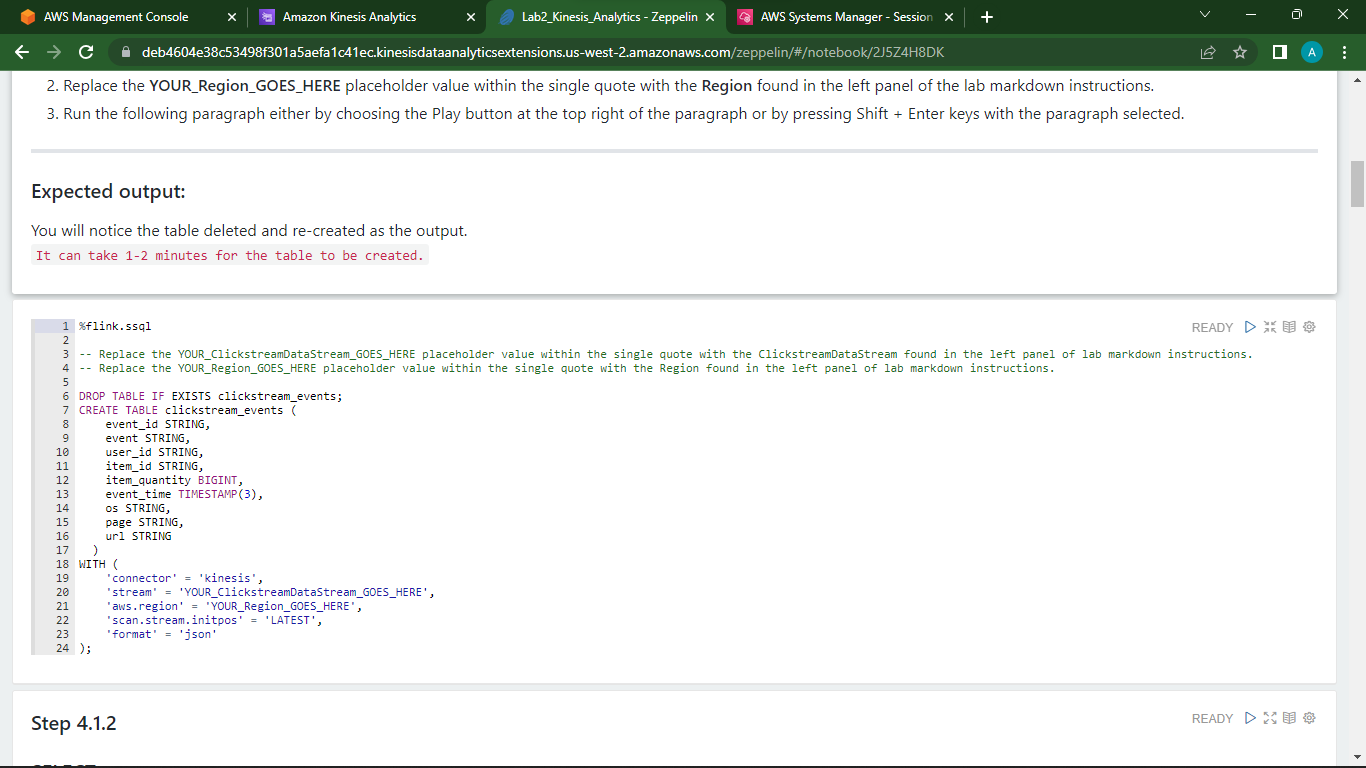 AWS Management Console
Amazon Kinesis Analytics
Lab2_Kinesis_Analytics - Zeppelin
AWS Systems Manager - Session
deb4604e38c53498f301a5aefa1c41ec.kinesisdataanalyticsextensions.us-west-2.amazonaws.com/zeppelin/#/notebook/2J5Z4H8DK
A
2. Replace the YOUR_Region_GOES_HERE placeholder value within the single quote with the Region found in the left panel of the lab markdown instructions.
3. Run the following paragraph either by choosing the Play button at the top right of the paragraph or by pressing Shift + Enter keys with the paragraph selected.
Expected output:
You will notice the table deleted and re-created as the output.
It can take 1-2 minutes for the table to be created.
READY
1 %flink.ssql
2
3 -- Replace the YOUR_ClickstreamDataStream_GOES_HERE placeholder value within the single quote with the ClickstreamDataStream found in the left panel of lab markdown instructions.
4 -- Replace the YOUR_Region_GOES_HERE placeholder value within the single quote with the Region found in the left panel of lab markdown instructions.
5
6 DROP TABLE IF EXISTS clickstream_events;
7 CREATE TABLE clickstream_events (
8 event_id STRING,
9 event STRING,
10 user_id STRING,
11 item_id STRING,
12 item_quantity BIGINT,
13 event_time TIMESTAMP(3),
14 os STRING,
15 page STRING,
16 url STRING
17 )
18 WITH (
19 'connector' = 'kinesis',
20 'stream' = 'YOUR_ClickstreamDataStream_GOES_HERE',
21 'aws.region' = 'YOUR_Region_GOES_HERE',
22 'scan.stream.initpos' = 'LATEST',
23 'format' = 'json'
24 );
Step 4.1.2
READY